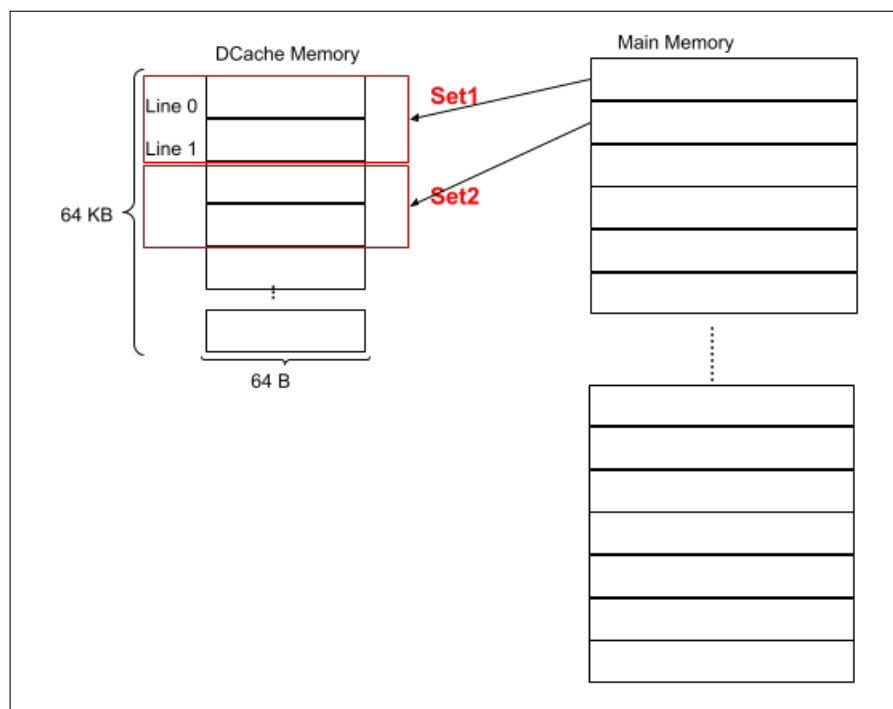 DCache Memory
Main Memory
Line 0
Set1
Line 1
Set2
64 KB
64 B